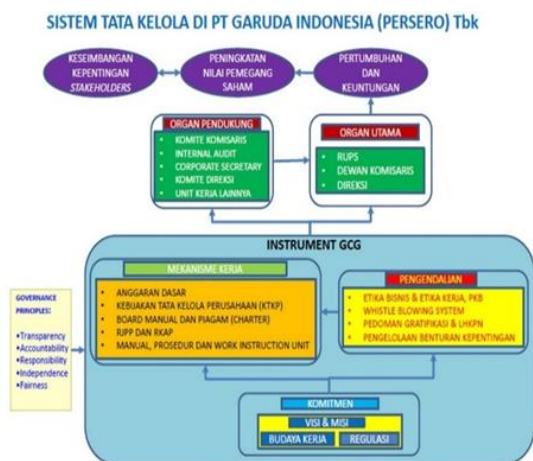 SISTEM TATA KELOLA DI PT GARUDA INDONESIA (PERSERO) Tbk
KESEIMBANGAN
KEPENTINGAN
STAKEHOLDERS
PENINGKATAN
NILAI PEMEGANG
SAHAM
PERTUMBUHAN
DAN
KEUNTUNGAN
ORGAN PENDUKUNG
• KOMITE KOMISARIS
• INTERNAL AUDIT
• CORPORATE SECRETARY
• KOMITE DIREKSI
• UNIT KERJA LAINNYA
ORGAN UTAMA
• RUPS
• DEWAN KOMISARIS
• DIREKSI
INSTRUMENT GCG
MEKANISME KERJA
• ANGGARAN DASAR
• KEBIJAKAN TATA KELOLA PERUSAHAAN (KTKP)
• BOARD MANUAL DAN PIAGAM (CHARTER)
• RJPP DAN RKAP
• MANUAL, PROSEDUR DAN WORK INSTRUCTION UNIT
PENGENDALIAN
• ETIKA BISNIS & ETIKA KERJA, PKB
• WHISTLE BLOWING SYSTEM
• PEDOMAN GRATIFIKASI & LHKPN
• PENGELOLAAN BENTURAN KEPENTINGAN
GOVERNANCE
PRINCIPLES:
•Transparency
•Accountability
•Responsibility
•Independence
•Fairness
KOMITMEN
VISI & MISI
BUDAYA KERJA
REGULASI